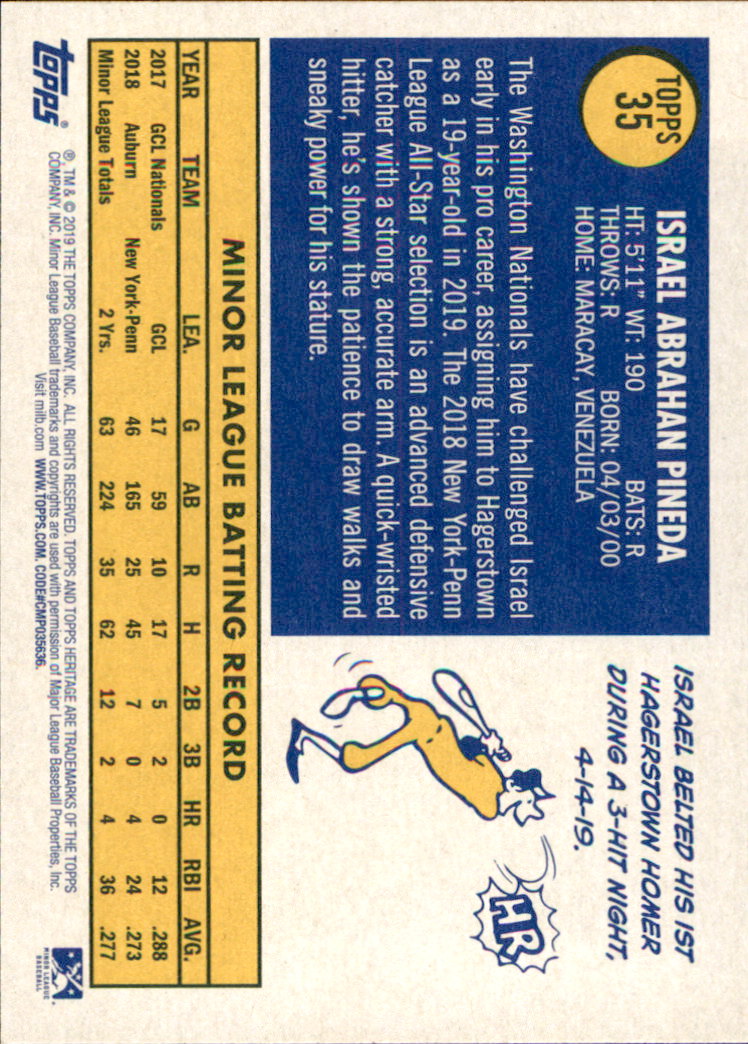 TOPPS
35
ISRAEL ABRAHAN PINEDA
HT: 5'11" WT: 190 BATS: R
THROWS: R BORN: 04/03/00
HOME: MARACAY, VENEZUELA
The Washington Nationals have challenged Israel
early in his pro career, assigning him to Hagerstown
as a 19-year-old in 2019. The 2018 New York-Penn
League All-Star selection is an advanced defensive
catcher with a strong, accurate arm. A quick-wristed
hitter, he's shown the patience to draw walks and
sneaky power for his stature.
ISRAEL BELTED HIS 1ST
HAGERSTOWN HOMER
DURING A 3-HIT NIGHT,
4-14-19.
HR
MINOR LEAGUE BATTING RECORD
YEAR TEAM LEA. G AB R H 2B 3B HR RBI AVG.
2017 GCL Nationals GCL 17 59 10 17 5 2 0 12 .288
2018 Auburn New York-Penn 46 165 25 45 7 0 4 24 .273
Minor League Totals 2 Yrs. 63 224 35 62 12 2 4 36 .277
topps®
®, TM & © 2019 THE TOPPS COMPANY, INC. ALL RIGHTS RESERVED. TOPPS AND TOPPS HERITAGE ARE TRADEMARKS OF THE TOPPS
COMPANY, INC. Minor League Baseball trademarks and copyrights are used with permission of Major League Baseball Properties, Inc.
Visit milb.com WWW.TOPPS.COM. CODE#CMP035636.
MINOR LEAGUE
BASEBALL